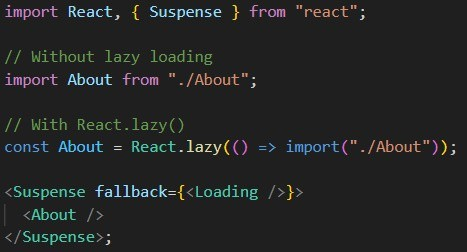 import React, { Suspense } from "react";
// Without lazy loading
import About from "./About";
// With React.lazy()
const About = React.lazy(() => import("./About"));
<Suspense fallback={<Loading />}>
<About />
</Suspense>;